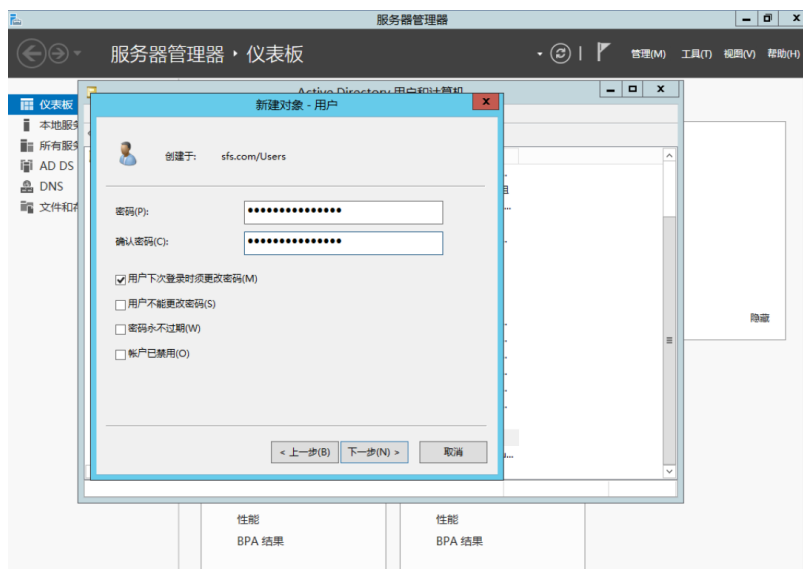 服务器管理器
服务器管理器 · 仪表板
管理(M) 工具(T) 视图(V) 帮助(H)
Active Directory 用户和计算机
新建对象 - 用户
仪表板
本地服务
所有服务
AD DS
DNS
文件和存
创建于: sfs.com/Users
密码(P):
确认密码(C):
用户下次登录时须更改密码(M)
用户不能更改密码(S)
密码永不过期(W)
帐户已禁用(O)
< 上一步(B) 下一步(N) > 取消
隐藏
性能 性能
BPA 结果 BPA 结果